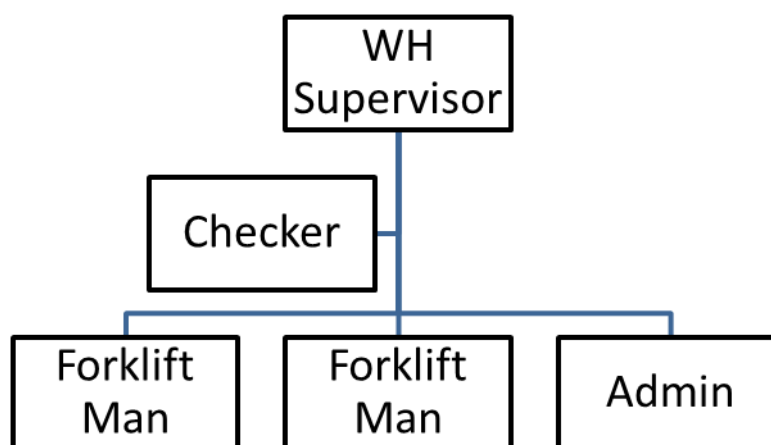 WH
Supervisor
Checker
Forklift
Man
Forklift
Man
Admin